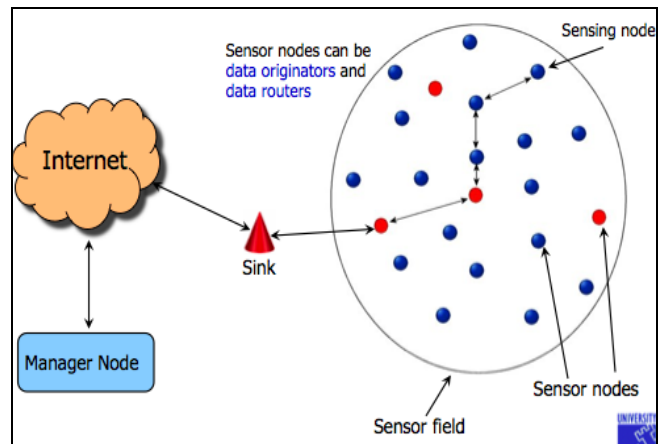 Sensing node
Sensor nodes can be
data originators and
data routers
Internet
Sink
Manager Node
Sensor nodes
Sensor field
UNIVERSITY